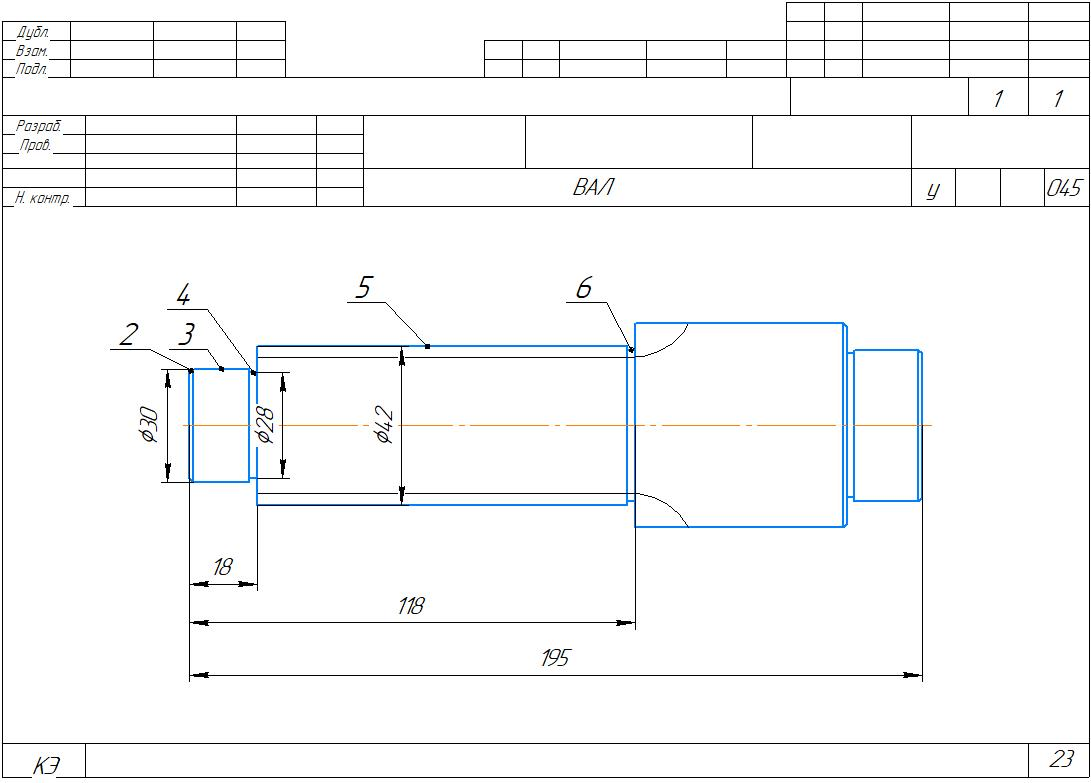 Дубл.
Взам.
Подл.
1 1
Разраб.
Пров.
ВАЛ
Н. контр.
у 045
5 6
4
2 3
ϕ30 ϕ28 ϕ42
18
118
195
КЭ 23